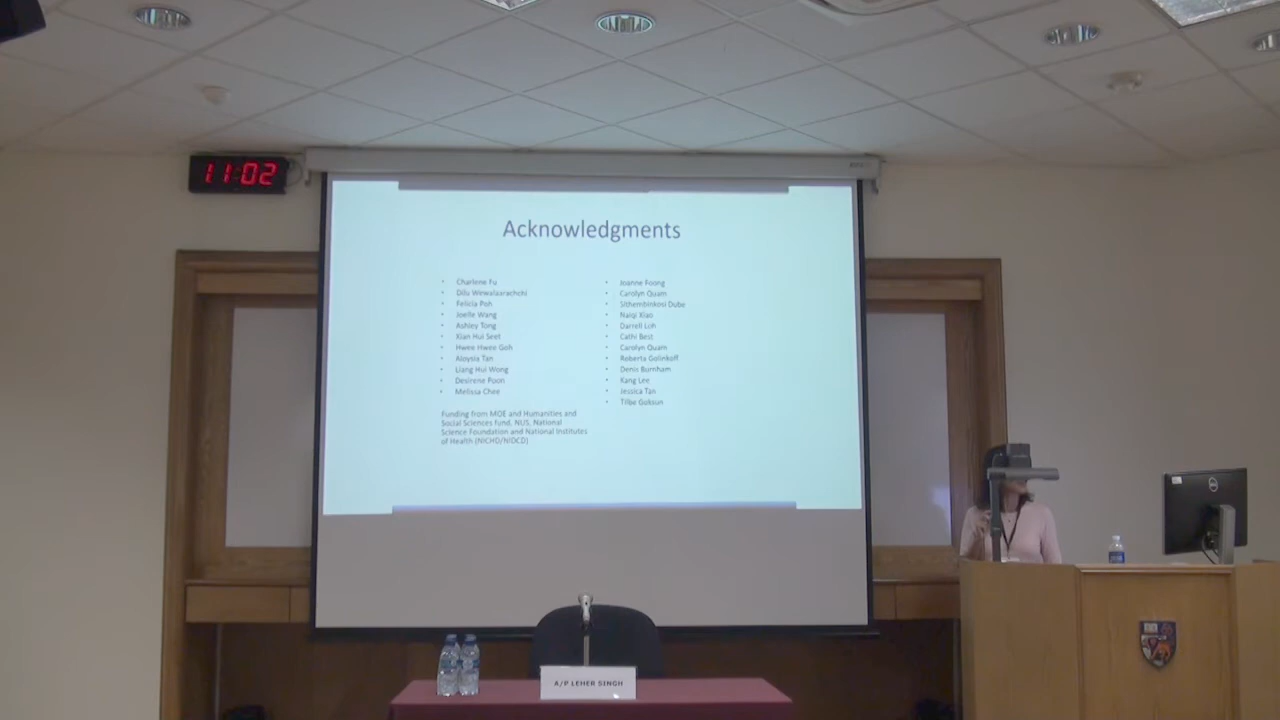 11:02
Acknowledgments
• Charlene Fu
• Dilu Wewalaarachchi
• Felicia Poh
• Joelle Wang
• Ashley Tong
• Xian Hui Seet
• Hwee Hwee Goh
• Aloysia Tan
• Liang Hui Wong
• Desirene Poon
• Melissa Chee
Funding from MOE and Humanities and
Social Sciences fund, NUS, National
Science Foundation and National Institutes
of Health (NICHD/NIDCD)
• Joanne Foong
• Carolyn Quam
• Sithembinkosi Dube
• Naiqi Xiao
• Darrell Loh
• Cathi Best
• Carolyn Quam
• Roberta Golinkoff
• Denis Burnham
• Kang Lee
• Jessica Tan
• Tilbe Goksun
DELL
A/P LEHER SINGH